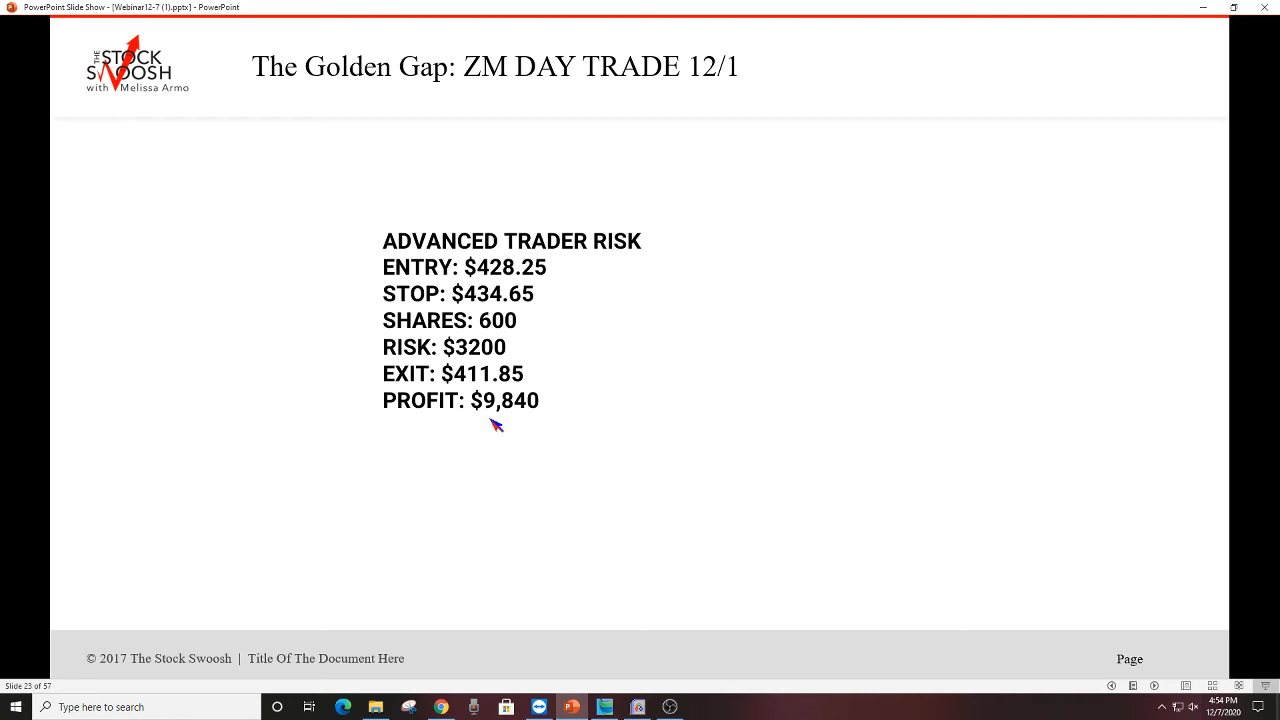 PowerPoint Slide Show - [Webinar12-7 (1).pptx] - PowerPoint
THE
STOCK
SWOOSH
with Melissa Armo
The Golden Gap: ZM DAY TRADE 12/1
ADVANCED TRADER RISK
ENTRY: $428.25
STOP: $434.65
SHARES: 600
RISK: $3200
EXIT: $411.85
PROFIT: $9,840
© 2017 The Stock Swoosh | Title Of The Document Here
Page
Slide 23 of 57
Type here to search
4:54 PM
12/7/2020